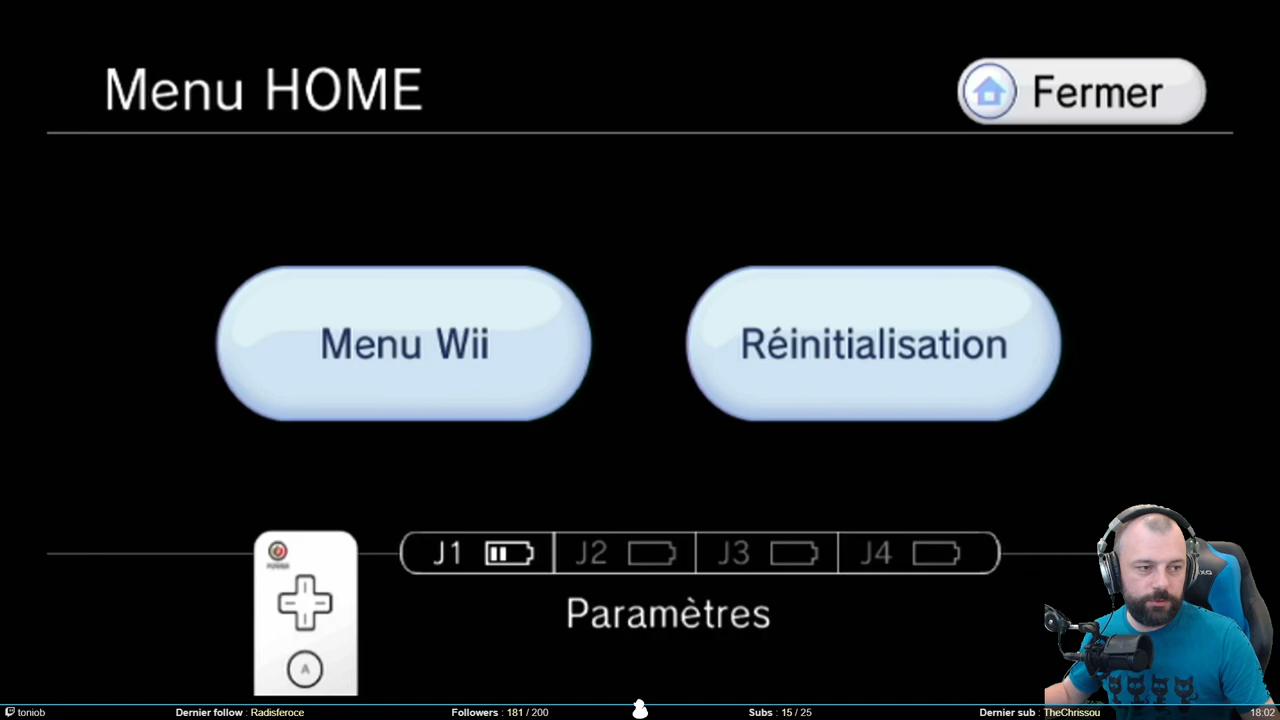 Menu HOME
Fermer
Menu Wii
Réinitialisation
POWER
J1 J2 J3 J4
A
Paramètres
toniob Dernier follow : Radisferoce Followers : 181 / 200 Subs : 15 / 25 Dernier sub : TheChrissou 18:02